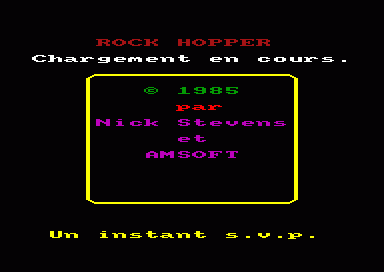 ROCK HOPPER
Chargement en cours.
© 1985
par
Nick Stevens
et
AMSOFT
Un instant s.v.p.